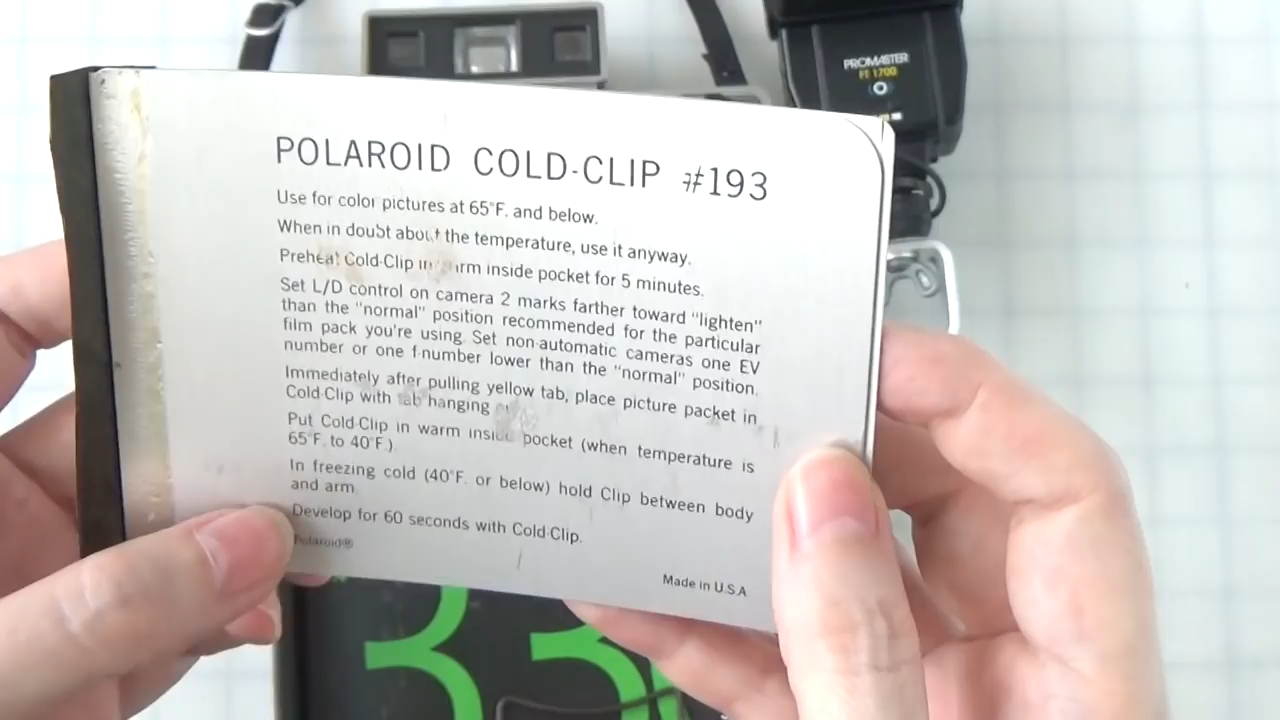 PROMASTER
FT 1700
POLAROID COLD-CLIP #193
Use for color pictures at 65°F. and below.
When in doubt about the temperature, use it anyway.
Preheat Cold-Clip in warm inside pocket for 5 minutes.
Set L/D control on camera 2 marks farther toward "lighten"
than the "normal" position recommended for the particular
film pack you're using. Set non-automatic cameras one EV
number or one f-number lower than the "normal" position.
Immediately after pulling yellow tab, place picture packet in
Cold-Clip with tab hanging
Put Cold-Clip in warm inside pocket (when temperature is
65°F. to 40°F.)
In freezing cold (40°F. or below) hold Clip between body
and arm
Develop for 60 seconds with Cold-Clip.
Polaroid®
Made in U.S.A